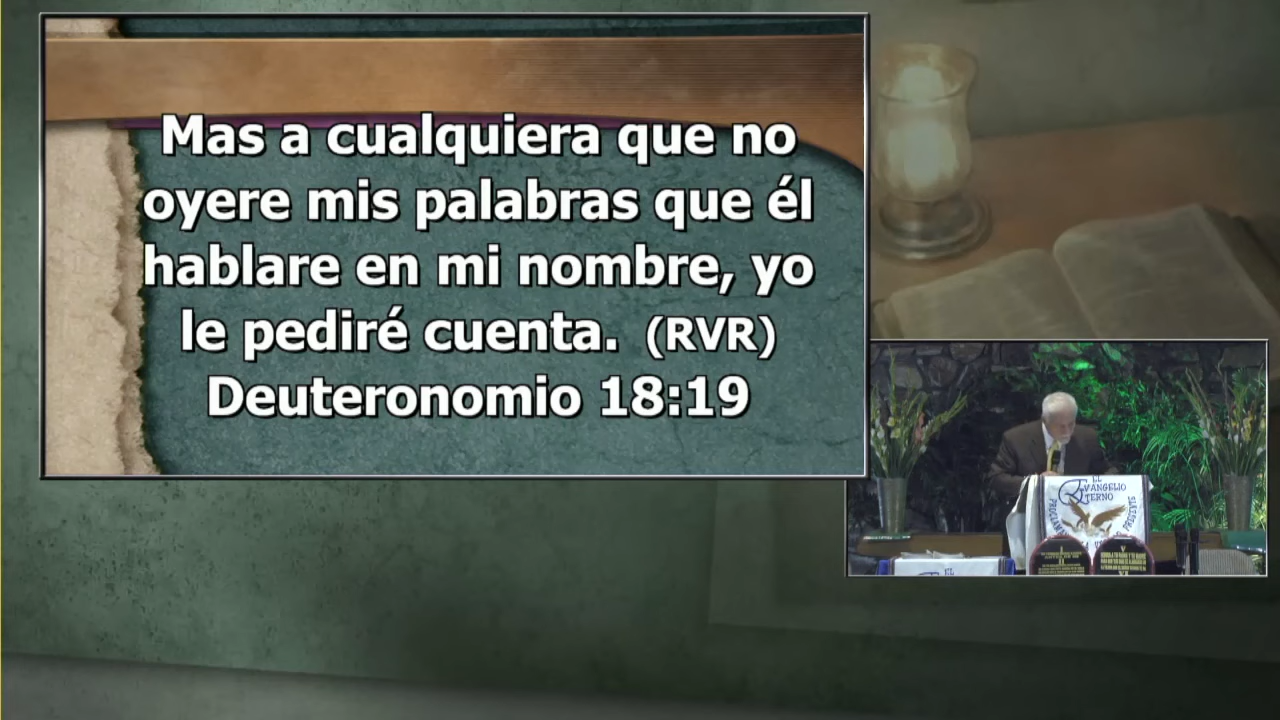 Mas a cualquiera que no
oyere mis palabras que él
hablare en mi nombre, yo
le pediré cuenta. (RVR)
Deuteronomio 18:19
EL
EVANGELIO
ETERNO
EL